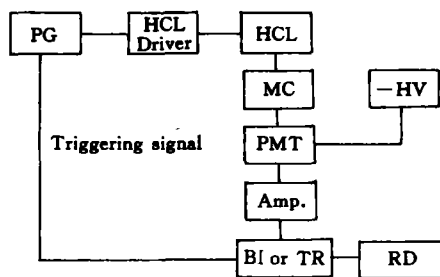 PG
HCL
Driver
HCL
MC
-HV
Triggering signal
PMT
Amp.
BI or TR
RD